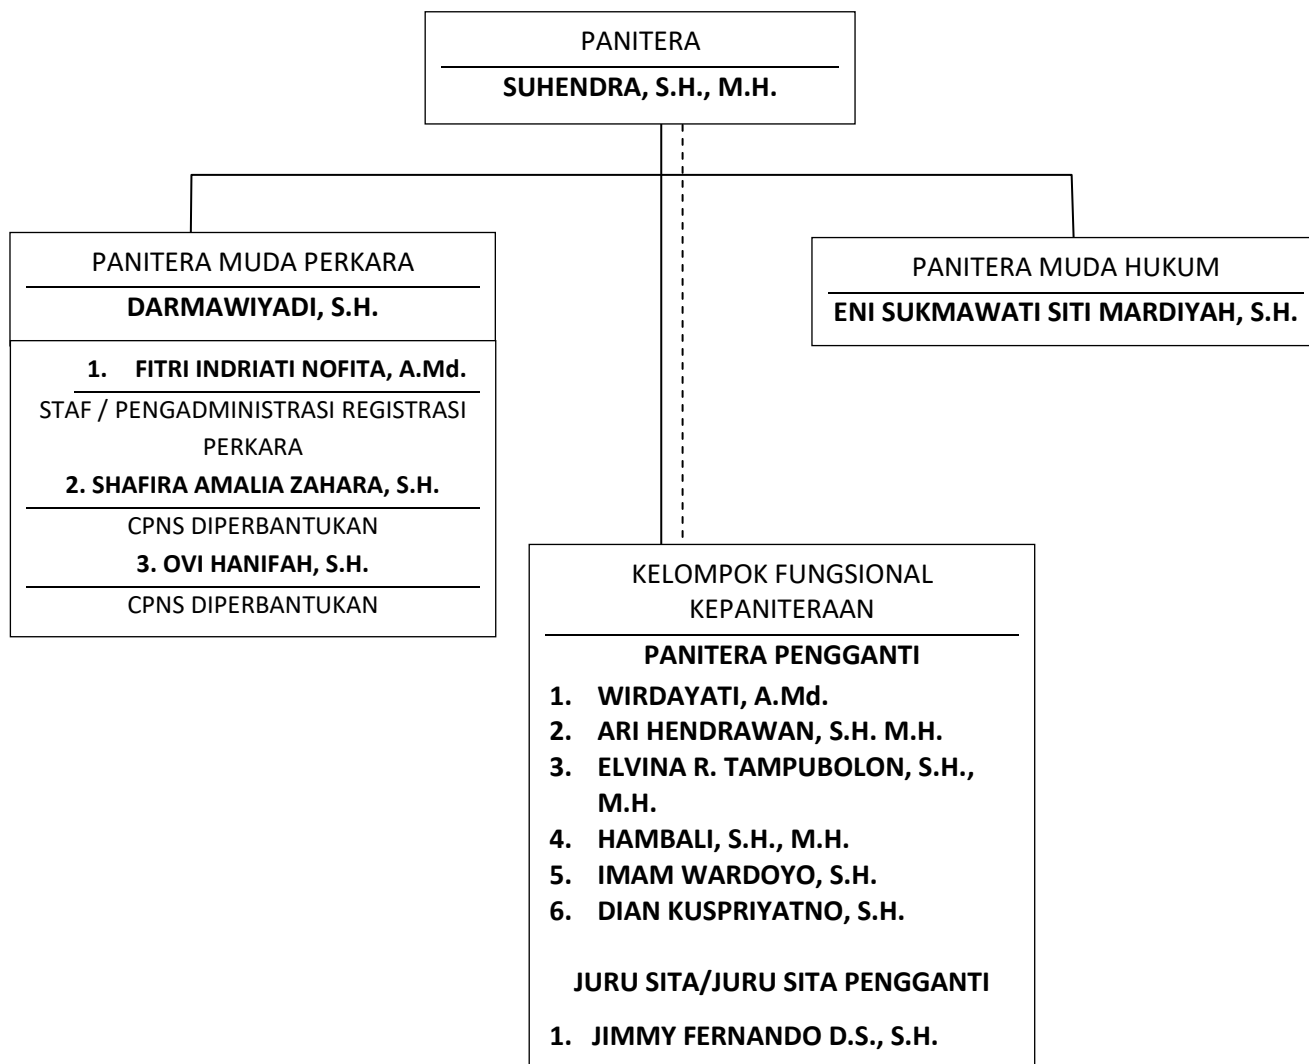 PANITERA
SUHENDRA, S.H., M.H.
PANITERA MUDA PERKARA
DARMAWIYADI, S.H.
1. FITRI INDRIATI NOFITA, A.Md.
STAF / PENGADMINISTRASI REGISTRASI
PERKARA
2. SHAFIRA AMALIA ZAHARA, S.H.
CPNS DIPERBANTUKAN
3. OVI HANIFAH, S.H.
CPNS DIPERBANTUKAN
PANITERA MUDA HUKUM
ENI SUKMAWATI SITI MARDIYAH, S.H.
KELOMPOK FUNGSIONAL
KEPANITERAAN
PANITERA PENGGANTI
1. WIRDAYATI, A.Md.
2. ARI HENDRAWAN, S.H. M.H.
3. ELVINA R. TAMPUBOLON, S.H.,
M.H.
4. HAMBALI, S.H., M.H.
5. IMAM WARDOYO, S.H.
6. DIAN KUSPRIYATNO, S.H.
JURU SITA/JURU SITA PENGGANTI
1. JIMMY FERNANDO D.S., S.H.